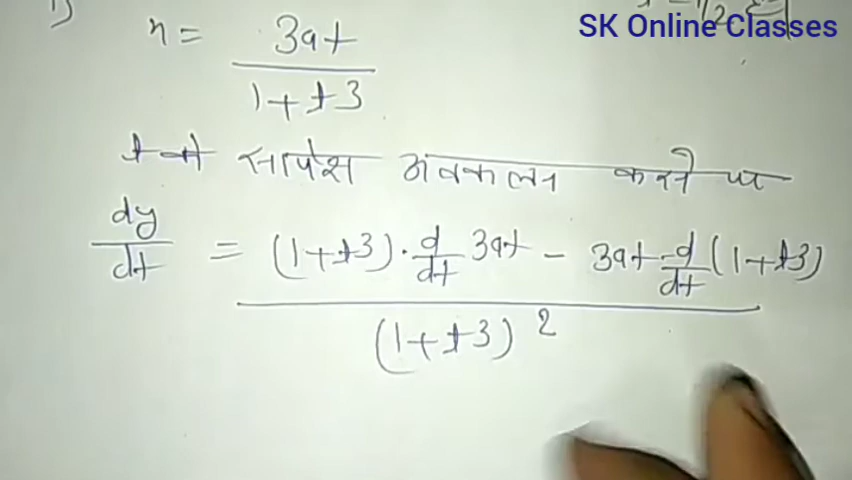 SK Online Classes
1)
x = 3at / 1+t3
t के सापेक्ष अवकलन करने पर
dy/dt = (1+t3) . d/dt 3at - 3at d/dt (1+t3) / (1+t3)2